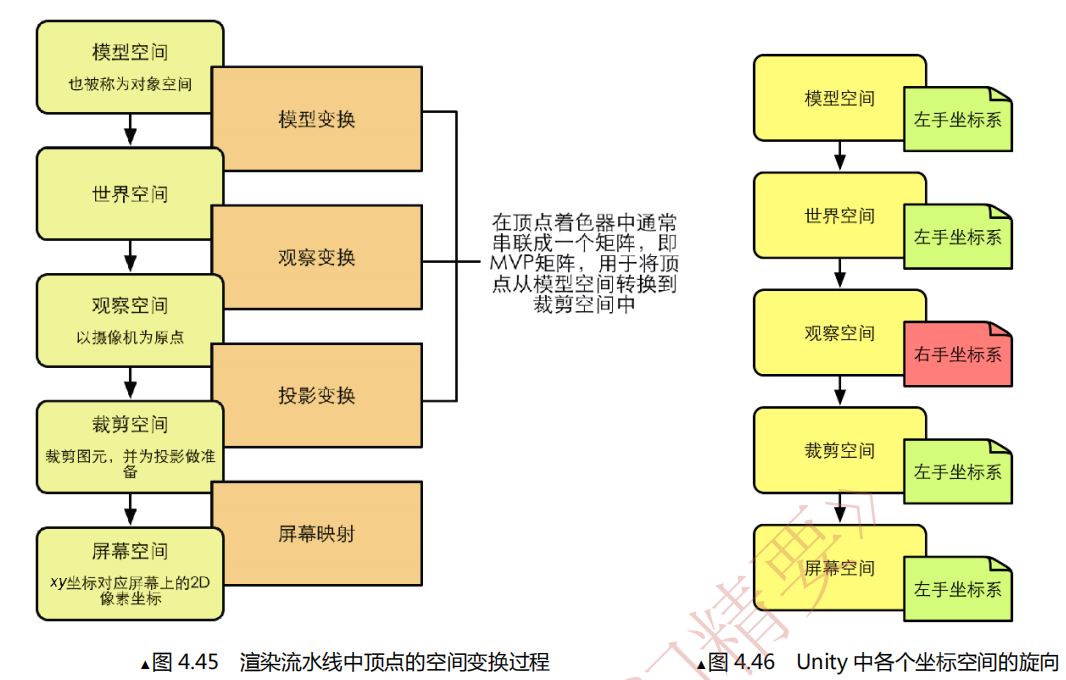 模型空间
也被称为对象空间
模型变换
世界空间
观察变换
观察空间
以摄像机为原点
投影变换
裁剪空间
裁剪图元，并为投影做准
备
屏幕映射
屏幕空间
xy坐标对应屏幕上的2D
像素坐标
在顶点着色器中通常
串联成一个矩阵，即
MVP矩阵，用于将顶
点从模型空间转换到
裁剪空间中
▲图 4.45 渲染流水线中顶点的空间变换过程
模型空间
左手坐标系
世界空间
左手坐标系
观察空间
右手坐标系
裁剪空间
左手坐标系
屏幕空间
左手坐标系
▲图 4.46 Unity 中各个坐标空间的旋向
门精要》